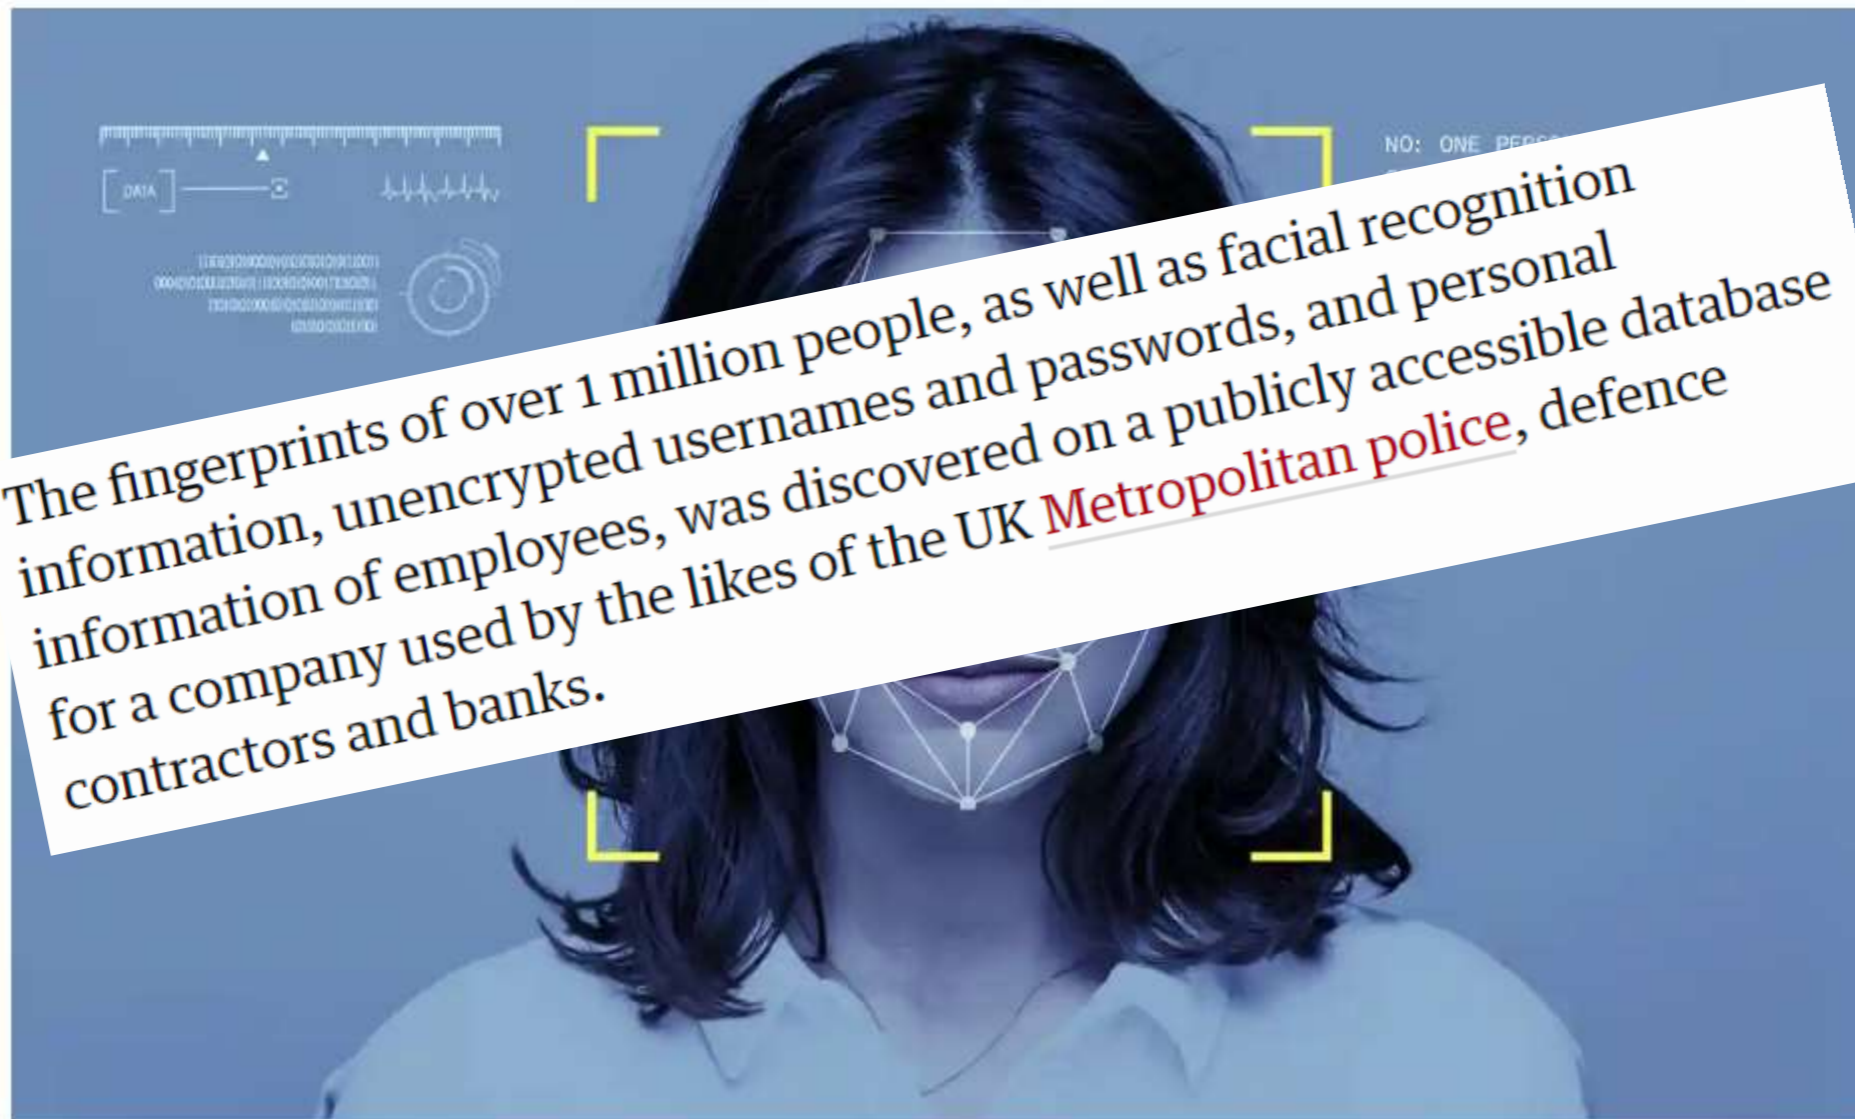 DATA
NO: ONE
The fingerprints of over 1 million people, as well as facial recognition
information, unencrypted usernames and passwords, and personal
information of employees, was discovered on a publicly accessible database
for a company used by the likes of the UK Metropolitan police, defence
contractors and banks.